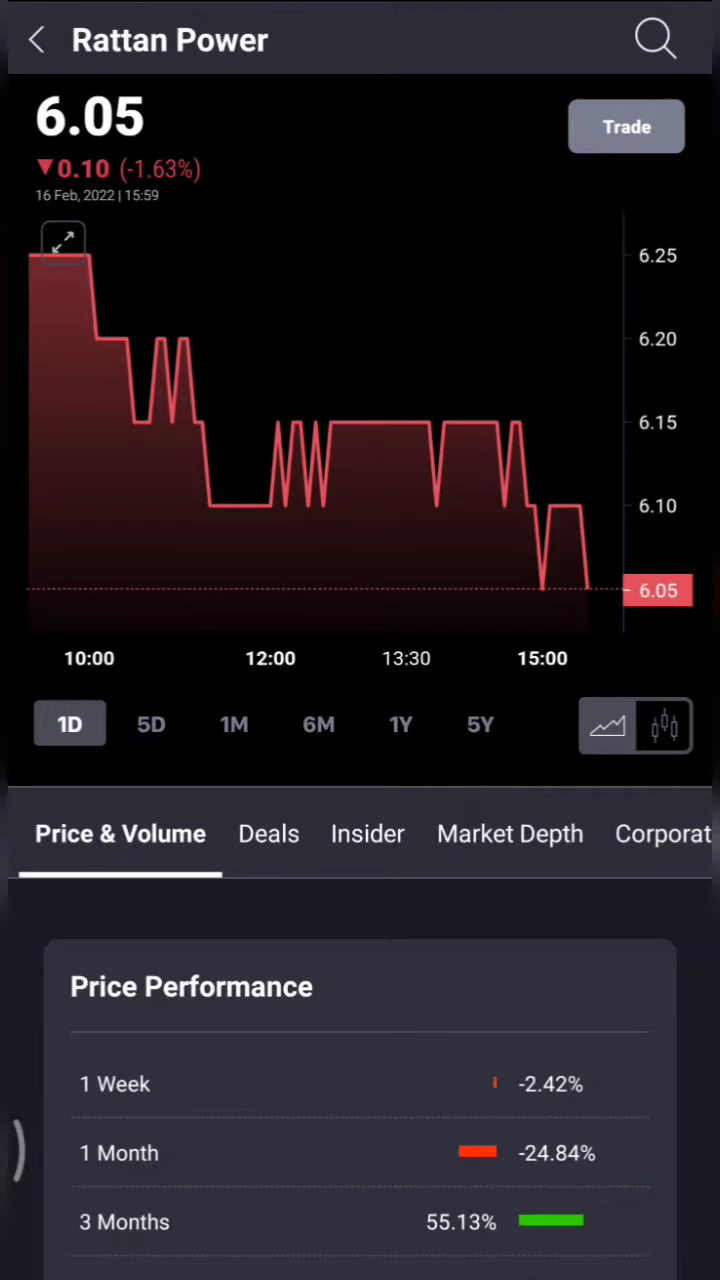 Rattan Power
6.05
Trade
▼0.10 (-1.63%)
16 Feb, 2022 | 15:59
6.25
6.20
6.15
6.10
6.05
10:00 12:00 13:30 15:00
1D 5D 1M 6M 1Y 5Y
Price & Volume Deals Insider Market Depth Corporat
Price Performance
1 Week -2.42%
1 Month -24.84%
3 Months 55.13%